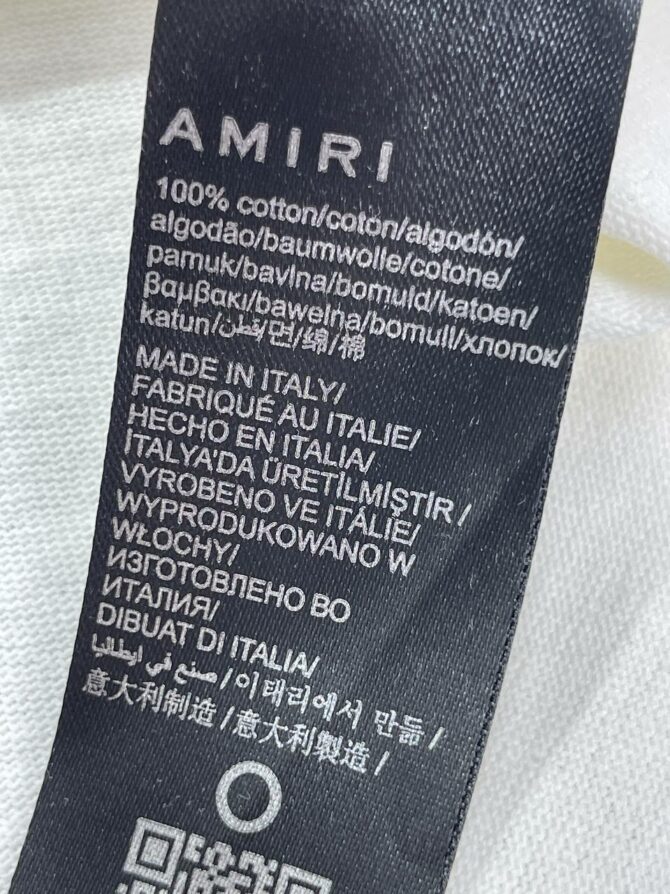 AMIRI
100% cotton/coton/algodón/
algodão/baumwolle/cotone/
pamuk/bavlna/bomuld/katoen/
βαμβακι/bawelna/bomull/хлопок/
katun/قطن/면/绵/棉
MADE IN ITALY/
FABRIQUÉ AU ITALIE/
HECHO EN ITALIA/
İTALYA'DA ÜRETİLMİŞTİR/
VYROBENO VE ITÁLIE/
WYPRODUKOWANO W
WŁOCHY/
ИЗГОТОВЛЕНО ВО
ИТАЛИЯ/
DIBUAT DI ITALIA/
صنع في إيطاليا/이태리에서 만듦/
意大利制造/意大利製造/